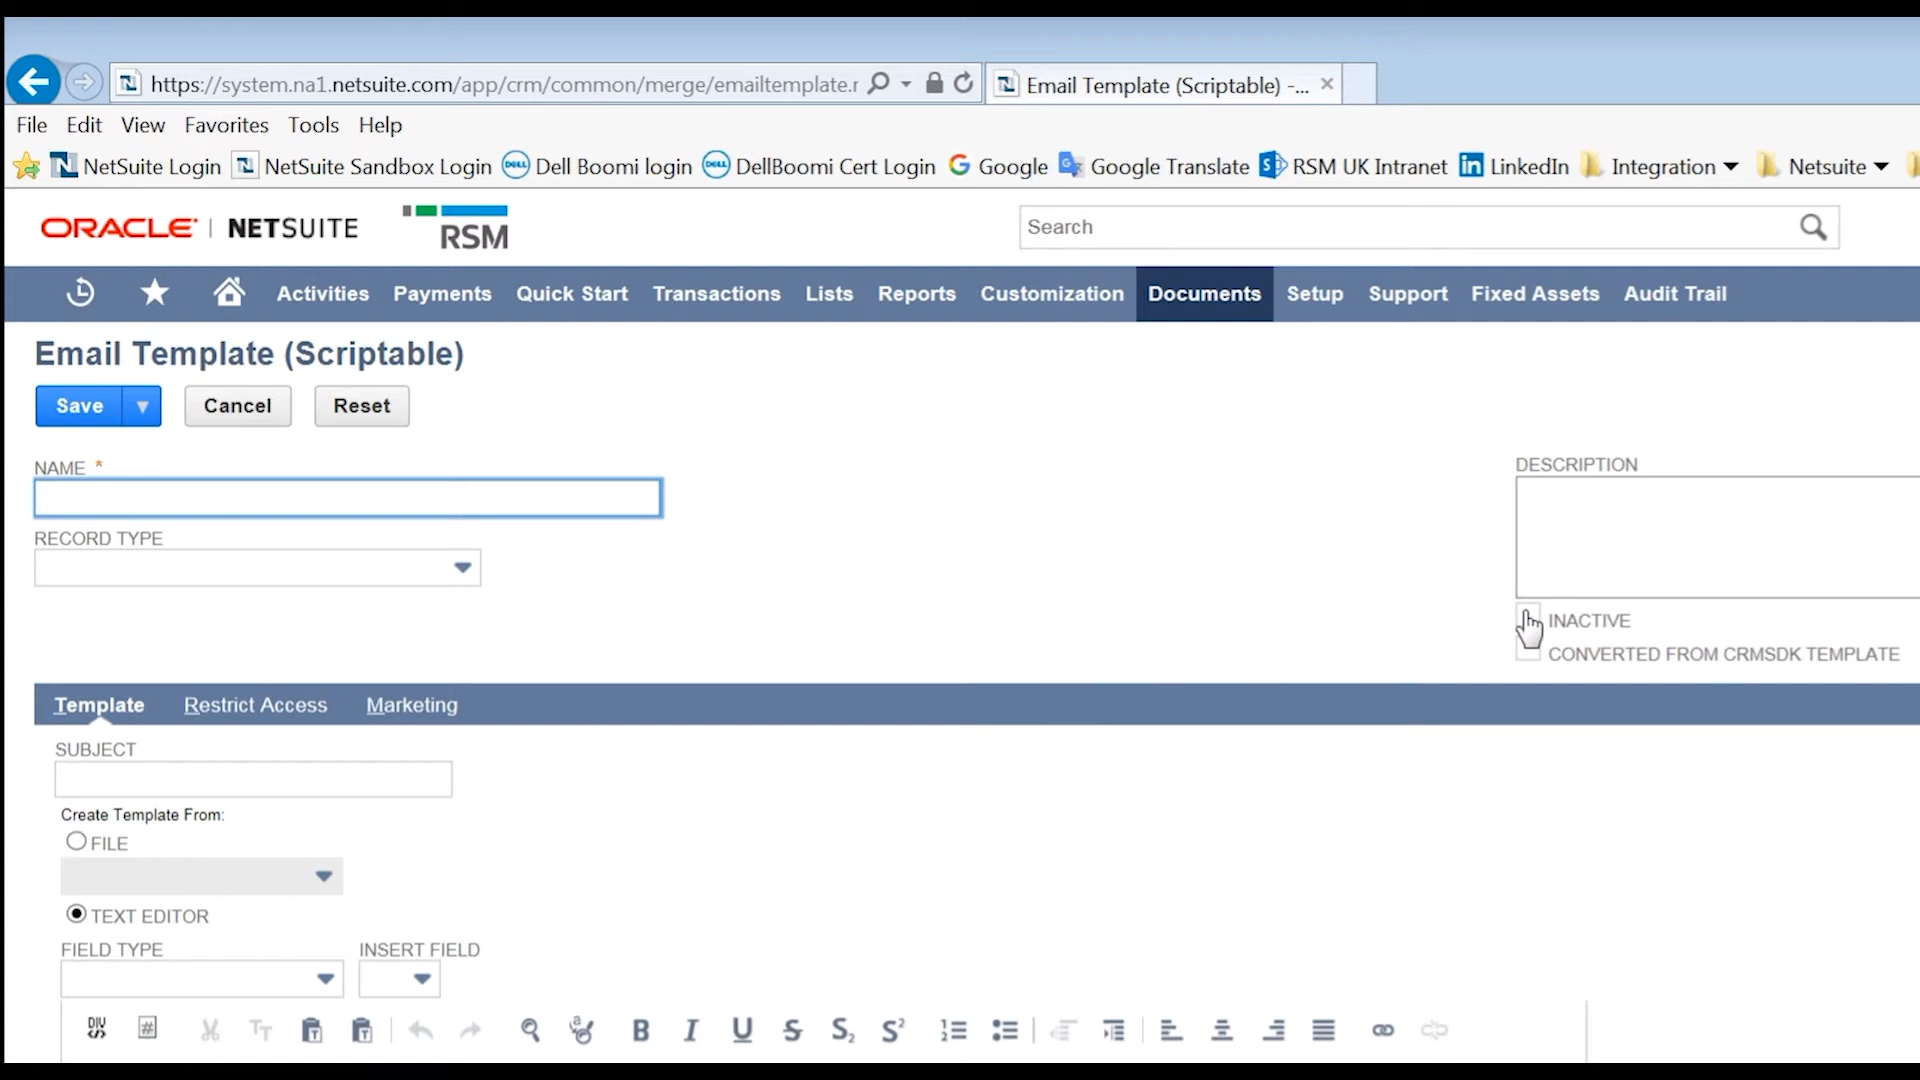 https://system.na1.netsuite.com/app/crm/common/merge/emailtemplate.r
Email Template (Scriptable) -...
File Edit View Favorites Tools Help
NetSuite Login NetSuite Sandbox Login Dell Boomi login DellBoomi Cert Login Google Google Translate RSM UK Intranet LinkedIn Integration Netsuite
ORACLE | NETSUITE RSM
Search
Activities Payments Quick Start Transactions Lists Reports Customization Documents Setup Support Fixed Assets Audit Trail
Email Template (Scriptable)
Save Cancel Reset
NAME *
DESCRIPTION
RECORD TYPE
INACTIVE
CONVERTED FROM CRMSDK TEMPLATE
Template Restrict Access Marketing
SUBJECT
Create Template From:
FILE
TEXT EDITOR
FIELD TYPE INSERT FIELD